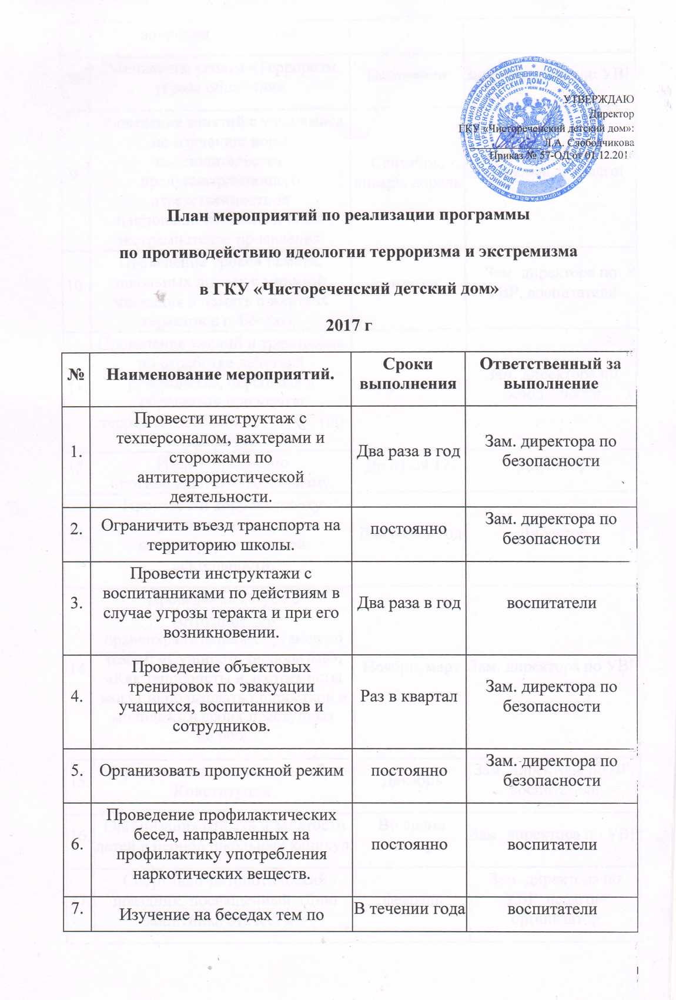 УТВЕРЖДАЮ
Директор
ГКУ «Чистореченский детский дом»:
Л.А. Слободчикова
Приказ № 57-ОД от 01.12.201
План мероприятий по реализации программы
по противодействию идеологии терроризма и экстремизма
в ГКУ «Чистореченский детский дом»
2017 г
№ Наименование мероприятий. Сроки выполнения Ответственный за выполнение
1. Провести инструктаж с
техперсоналом, вахтерами и
сторожами по
антитеррористической
деятельности.
Два раза в год
Зам. директора по
безопасности
2. Ограничить въезд транспорта на
территорию школы.
постоянно
Зам. директора по
безопасности
3. Провести инструктажи с
воспитанниками по действиям в
случае угрозы теракта и при его
возникновении.
Два раза в год
воспитатели
4. Проведение объектовых
тренировок по эвакуации
учащихся, воспитанников и
сотрудников.
Раз в квартал
Зам. директора по
безопасности
5. Организовать пропускной режим
постоянно
Зам. директора по
безопасности
6. Проведение профилактических
бесед, направленных на
профилактику употребления
наркотических веществ.
постоянно
воспитатели
7. Изучение на беседах тем по
В течении года
воспитатели